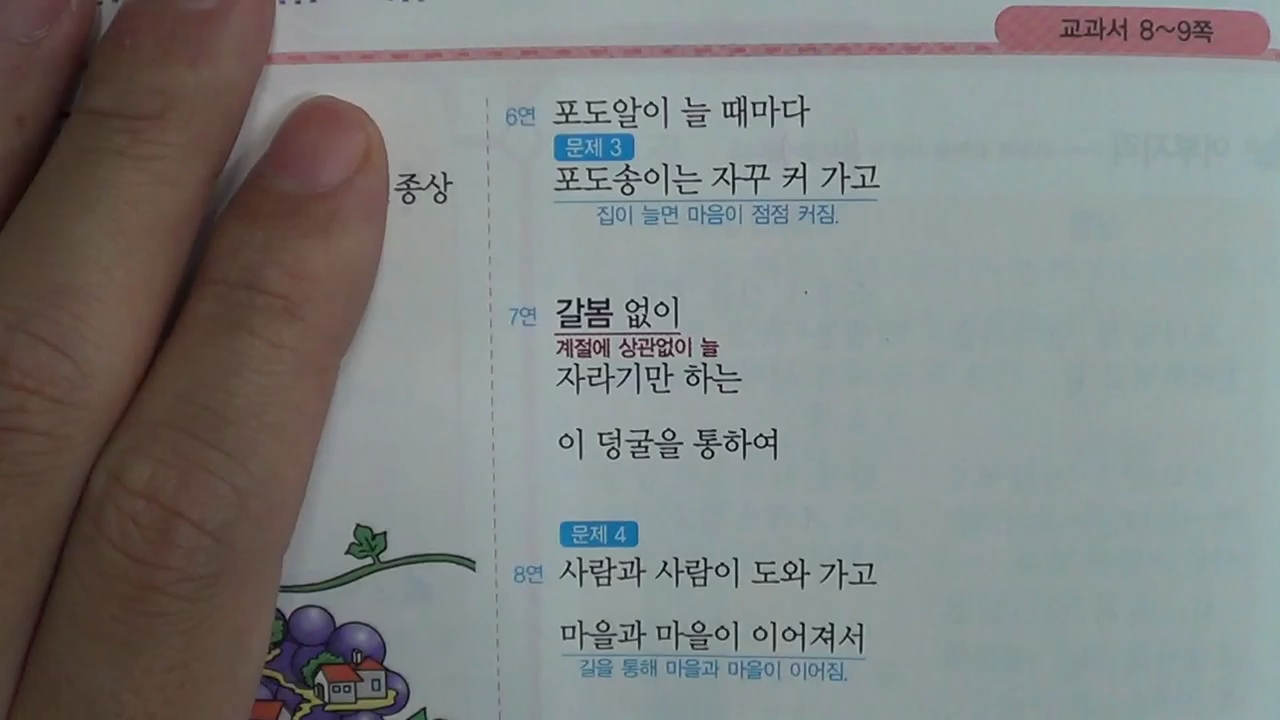 교과서 8~9쪽
종상
6연 포도알이 늘 때마다
문제 3
포도송이는 자꾸 커 가고
집이 늘면 마음이 점점 커짐.
7연 갈봄 없이
계절에 상관없이 늘
자라기만 하는
이 덩굴을 통하여
문제 4
8연 사람과 사람이 도와 가고
마을과 마을이 이어져서
길을 통해 마을과 마을이 이어짐.